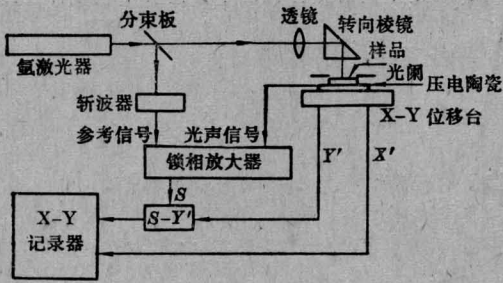 分束板
透镜
转向棱镜
样品
光阑
氩激光器
压电陶瓷
斩波器
X-Y 位移台
参考信号
光声信号
锁相放大器
Y′
X′
S
S-Y′
X-Y
记录器